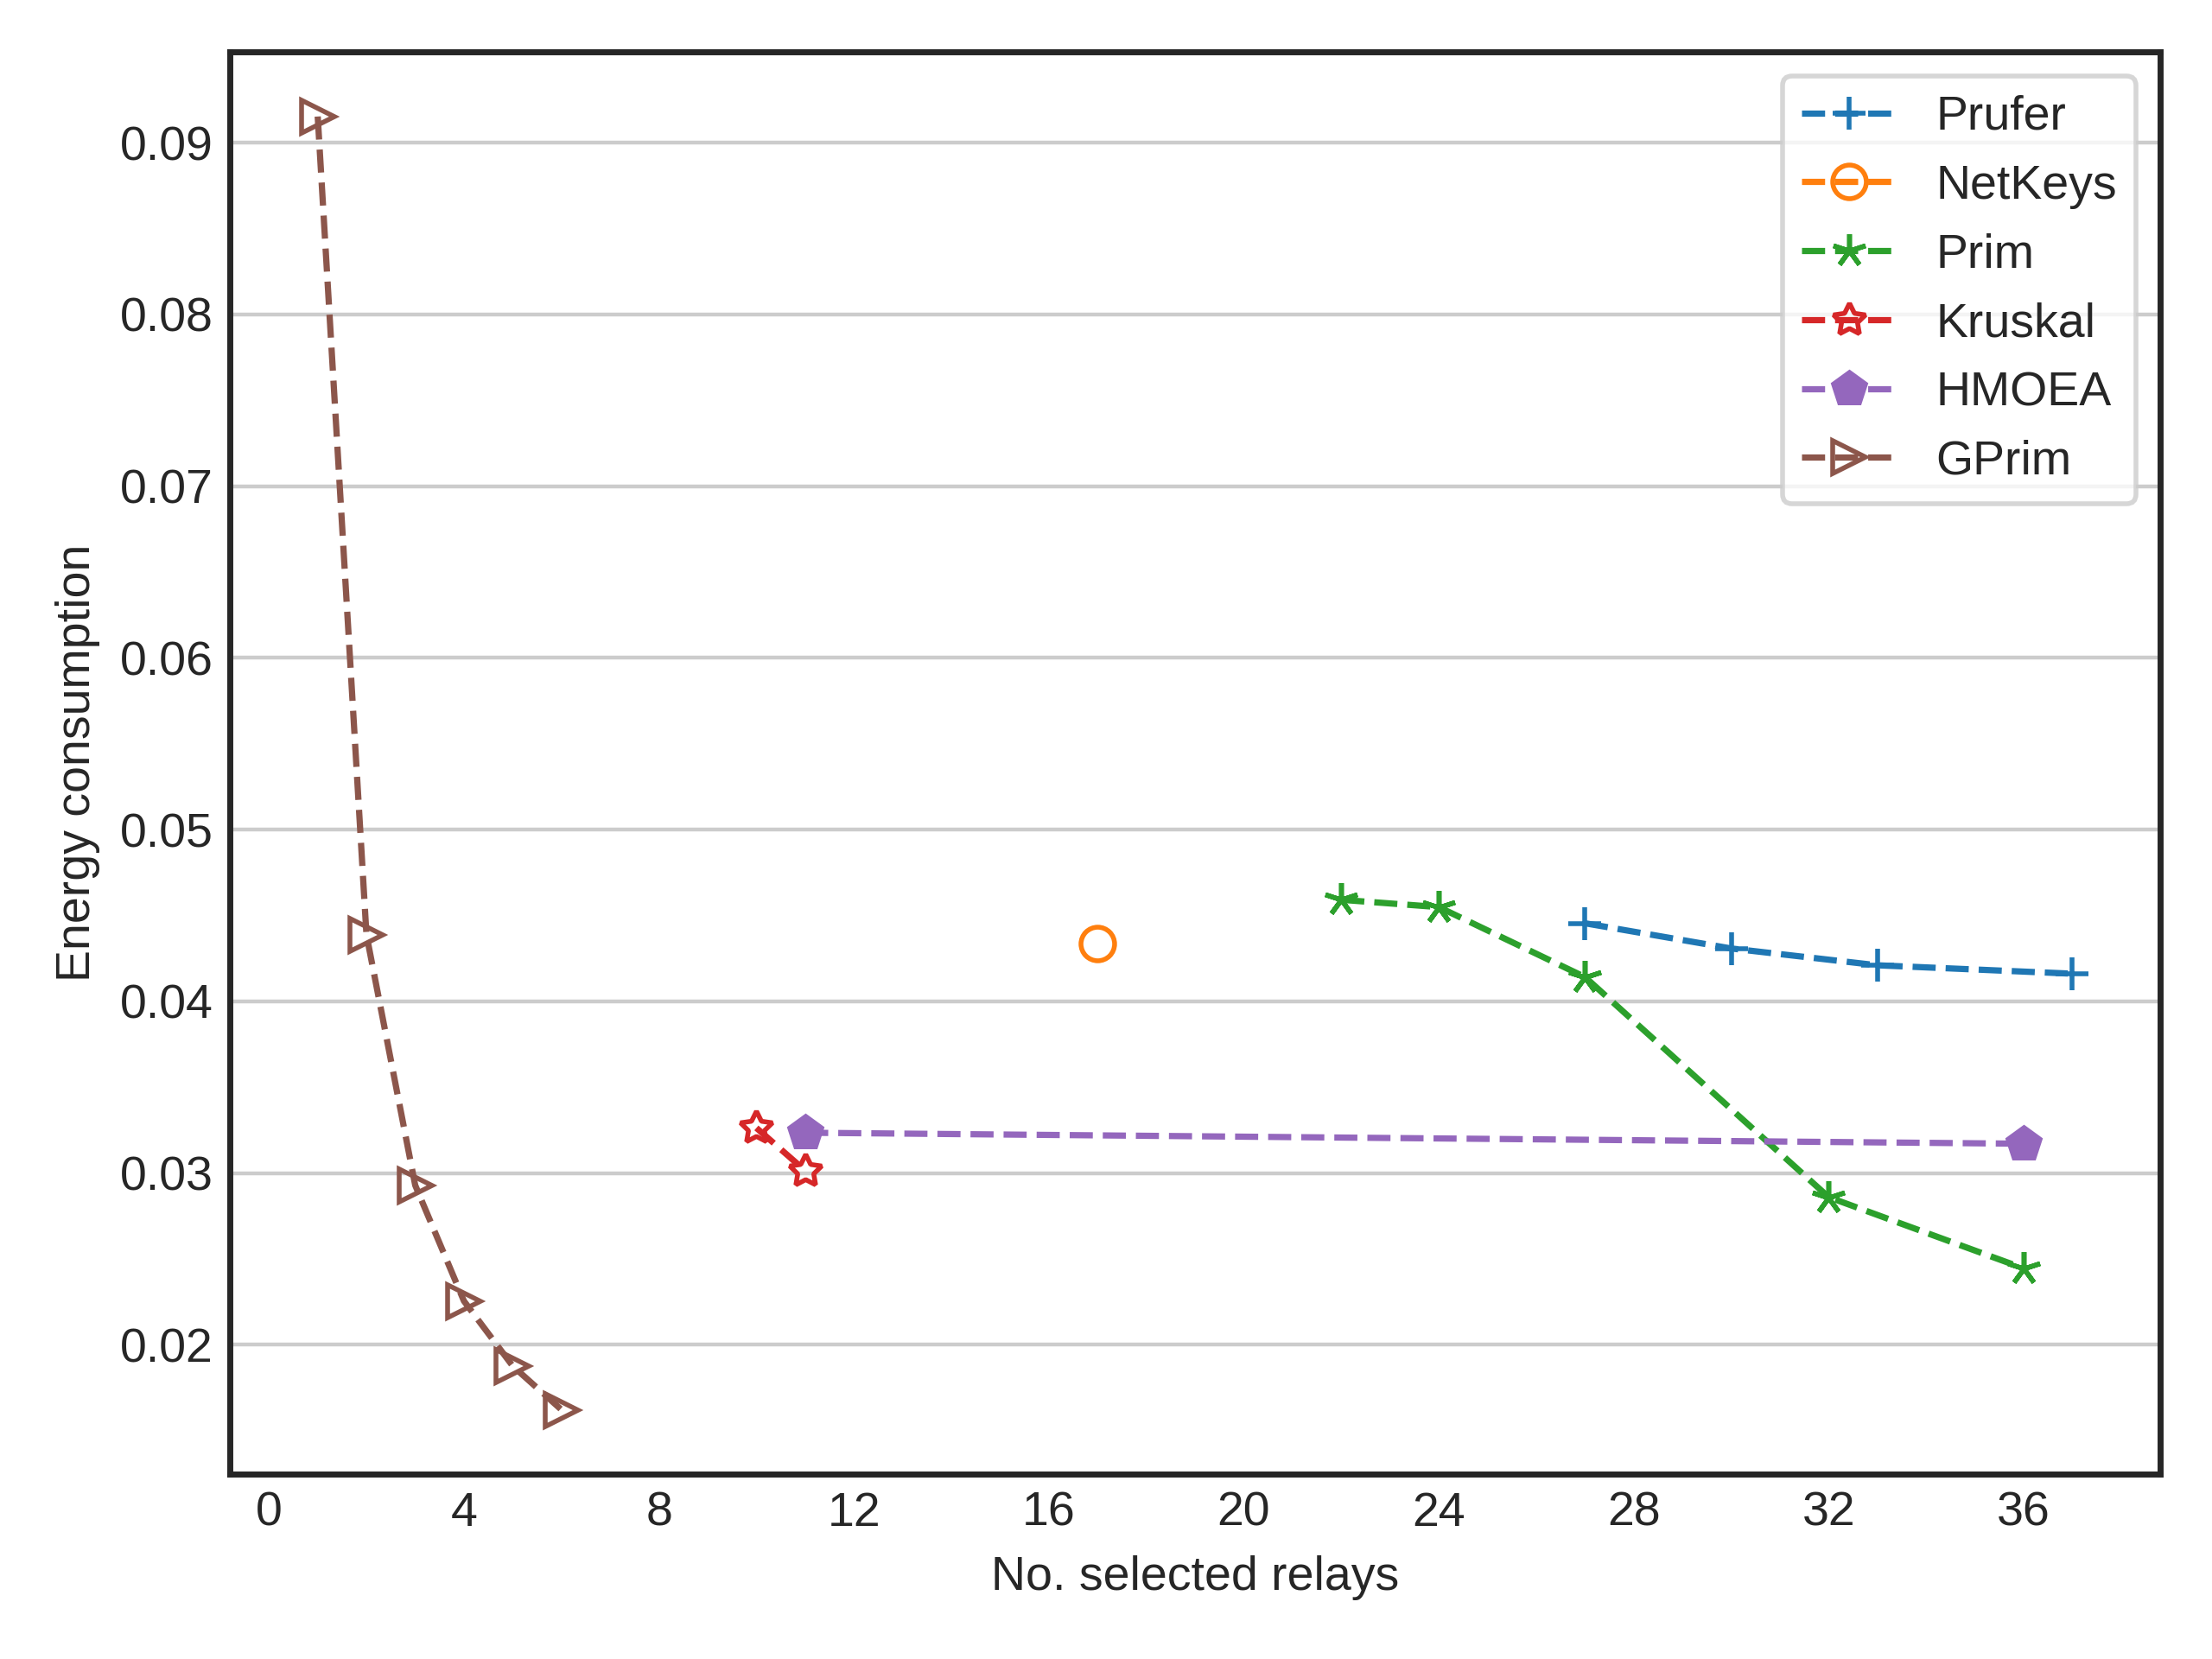 Prufer
NetKeys
Prim
Kruskal
HMOEA
GPrim
0.09
0.08
0.07
0.06
0.05
0.04
0.03
0.02
Energy consumption
0 4 8 12 16 20 24 28 32 36
No. selected relays